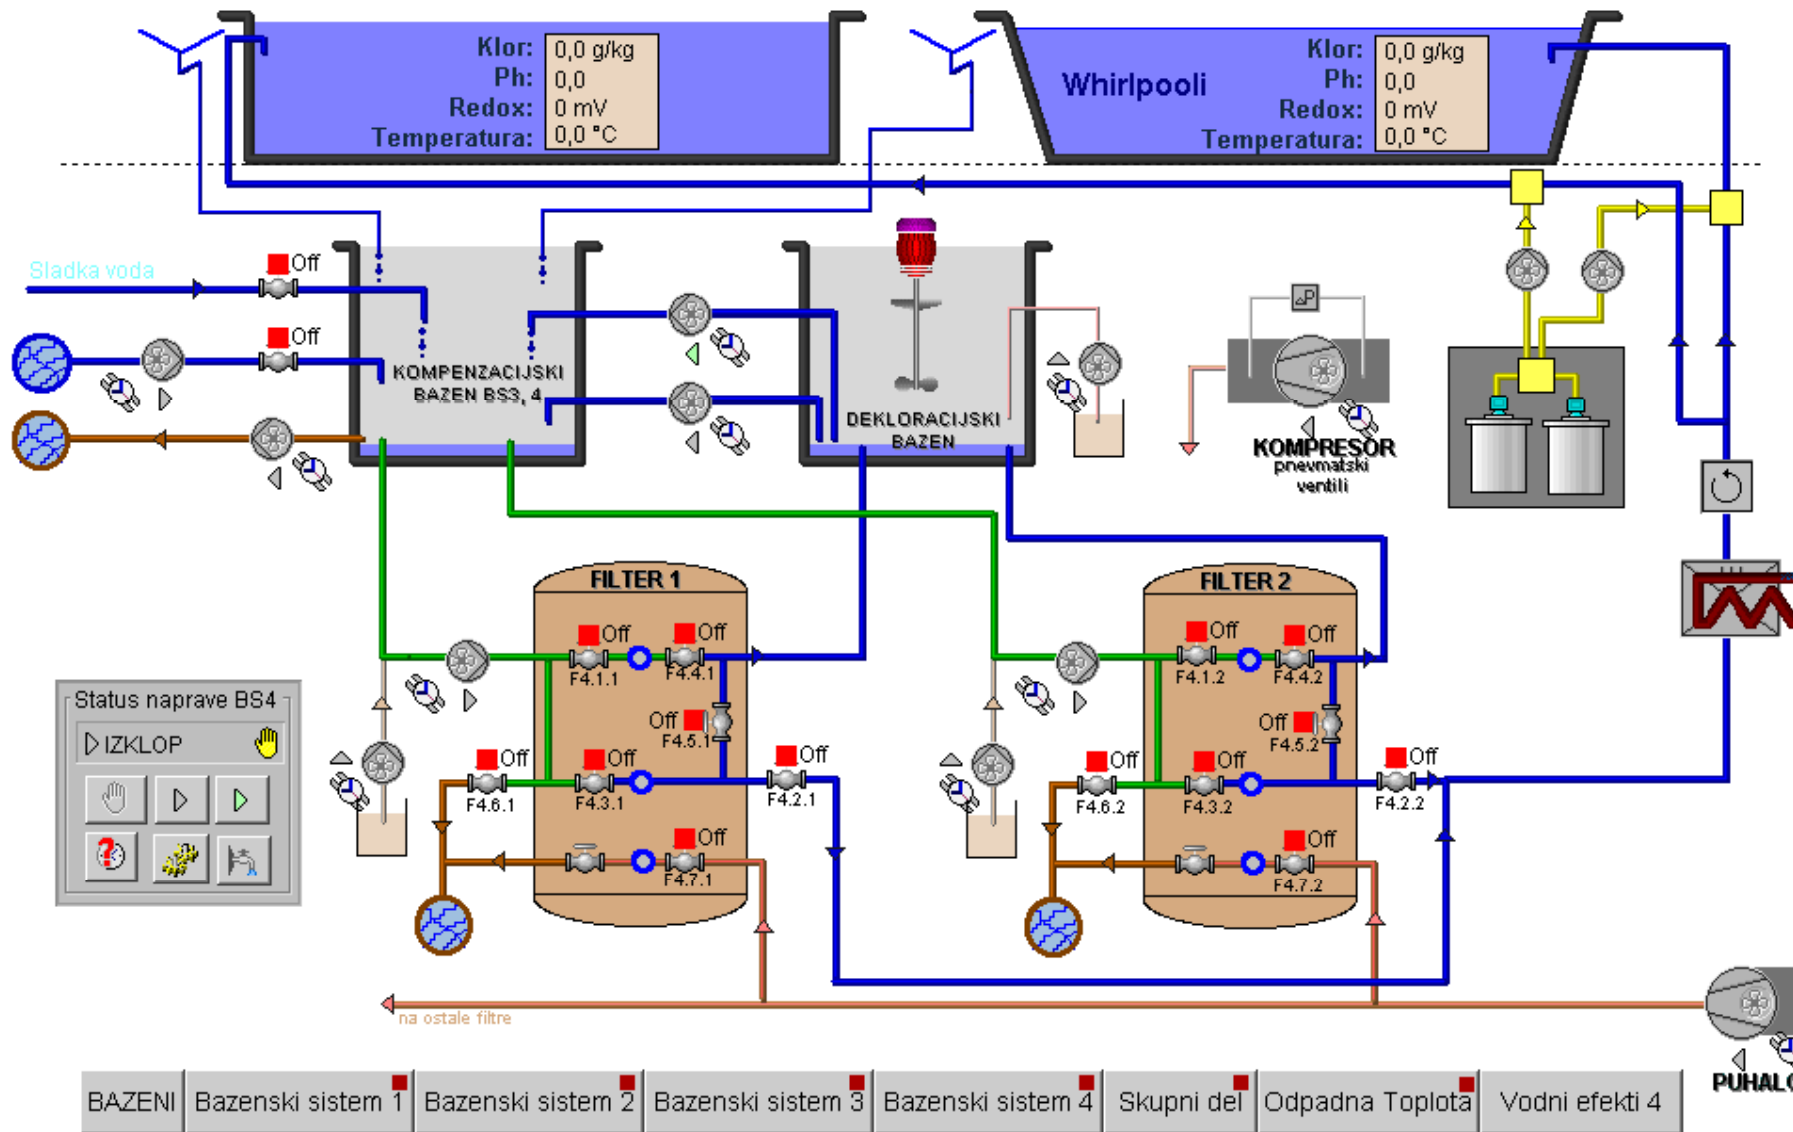 Klor: 0,0 g/kg
Ph: 0,0
Redox: 0 mV
Temperatura: 0,0 °C
Whirlpooli
Klor: 0,0 g/kg
Ph: 0,0
Redox: 0 mV
Temperatura: 0,0 °C
Sladka voda
Off
Off
KOMPENZACIJSKI
BAZEN BS3, 4
DEKLORACIJSKI
BAZEN
ΔP
KOMPRESOR
pnevmatski
ventili
FILTER 1
Off
Off
F4.1.1
F4.4.1
Off
F4.5.1
Off
Off
Off
F4.6.1
F4.3.1
F4.2.1
Off
F4.7.1
FILTER 2
Off
Off
F4.1.2
F4.4.2
Off
F4.5.2
Off
Off
Off
F4.6.2
F4.3.2
F4.2.2
Off
F4.7.2
Status naprave BS4
IZKLOP
na ostale filtre
PUHALO
BAZENI
Bazenski sistem 1
Bazenski sistem 2
Bazenski sistem 3
Bazenski sistem 4
Skupni del
Odpadna Toplota
Vodni efekti 4